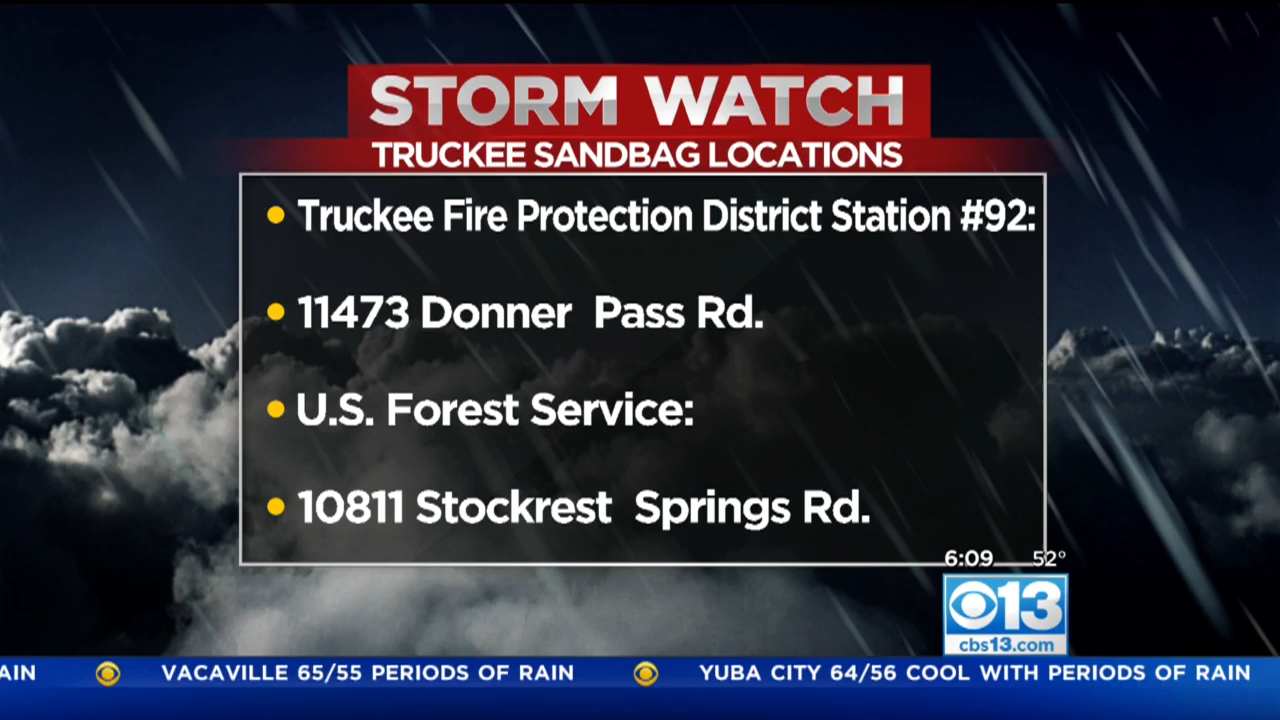 STORM WATCH
TRUCKEE SANDBAG LOCATIONS
Truckee Fire Protection District Station #92:
11473 Donner Pass Rd.
U.S. Forest Service:
10811 Stockrest Springs Rd.
6:09 52°
13
cbs13.com
AIN VACAVILLE 65/55 PERIODS OF RAIN YUBA CITY 64/56 COOL WITH PERIODS OF RAIN